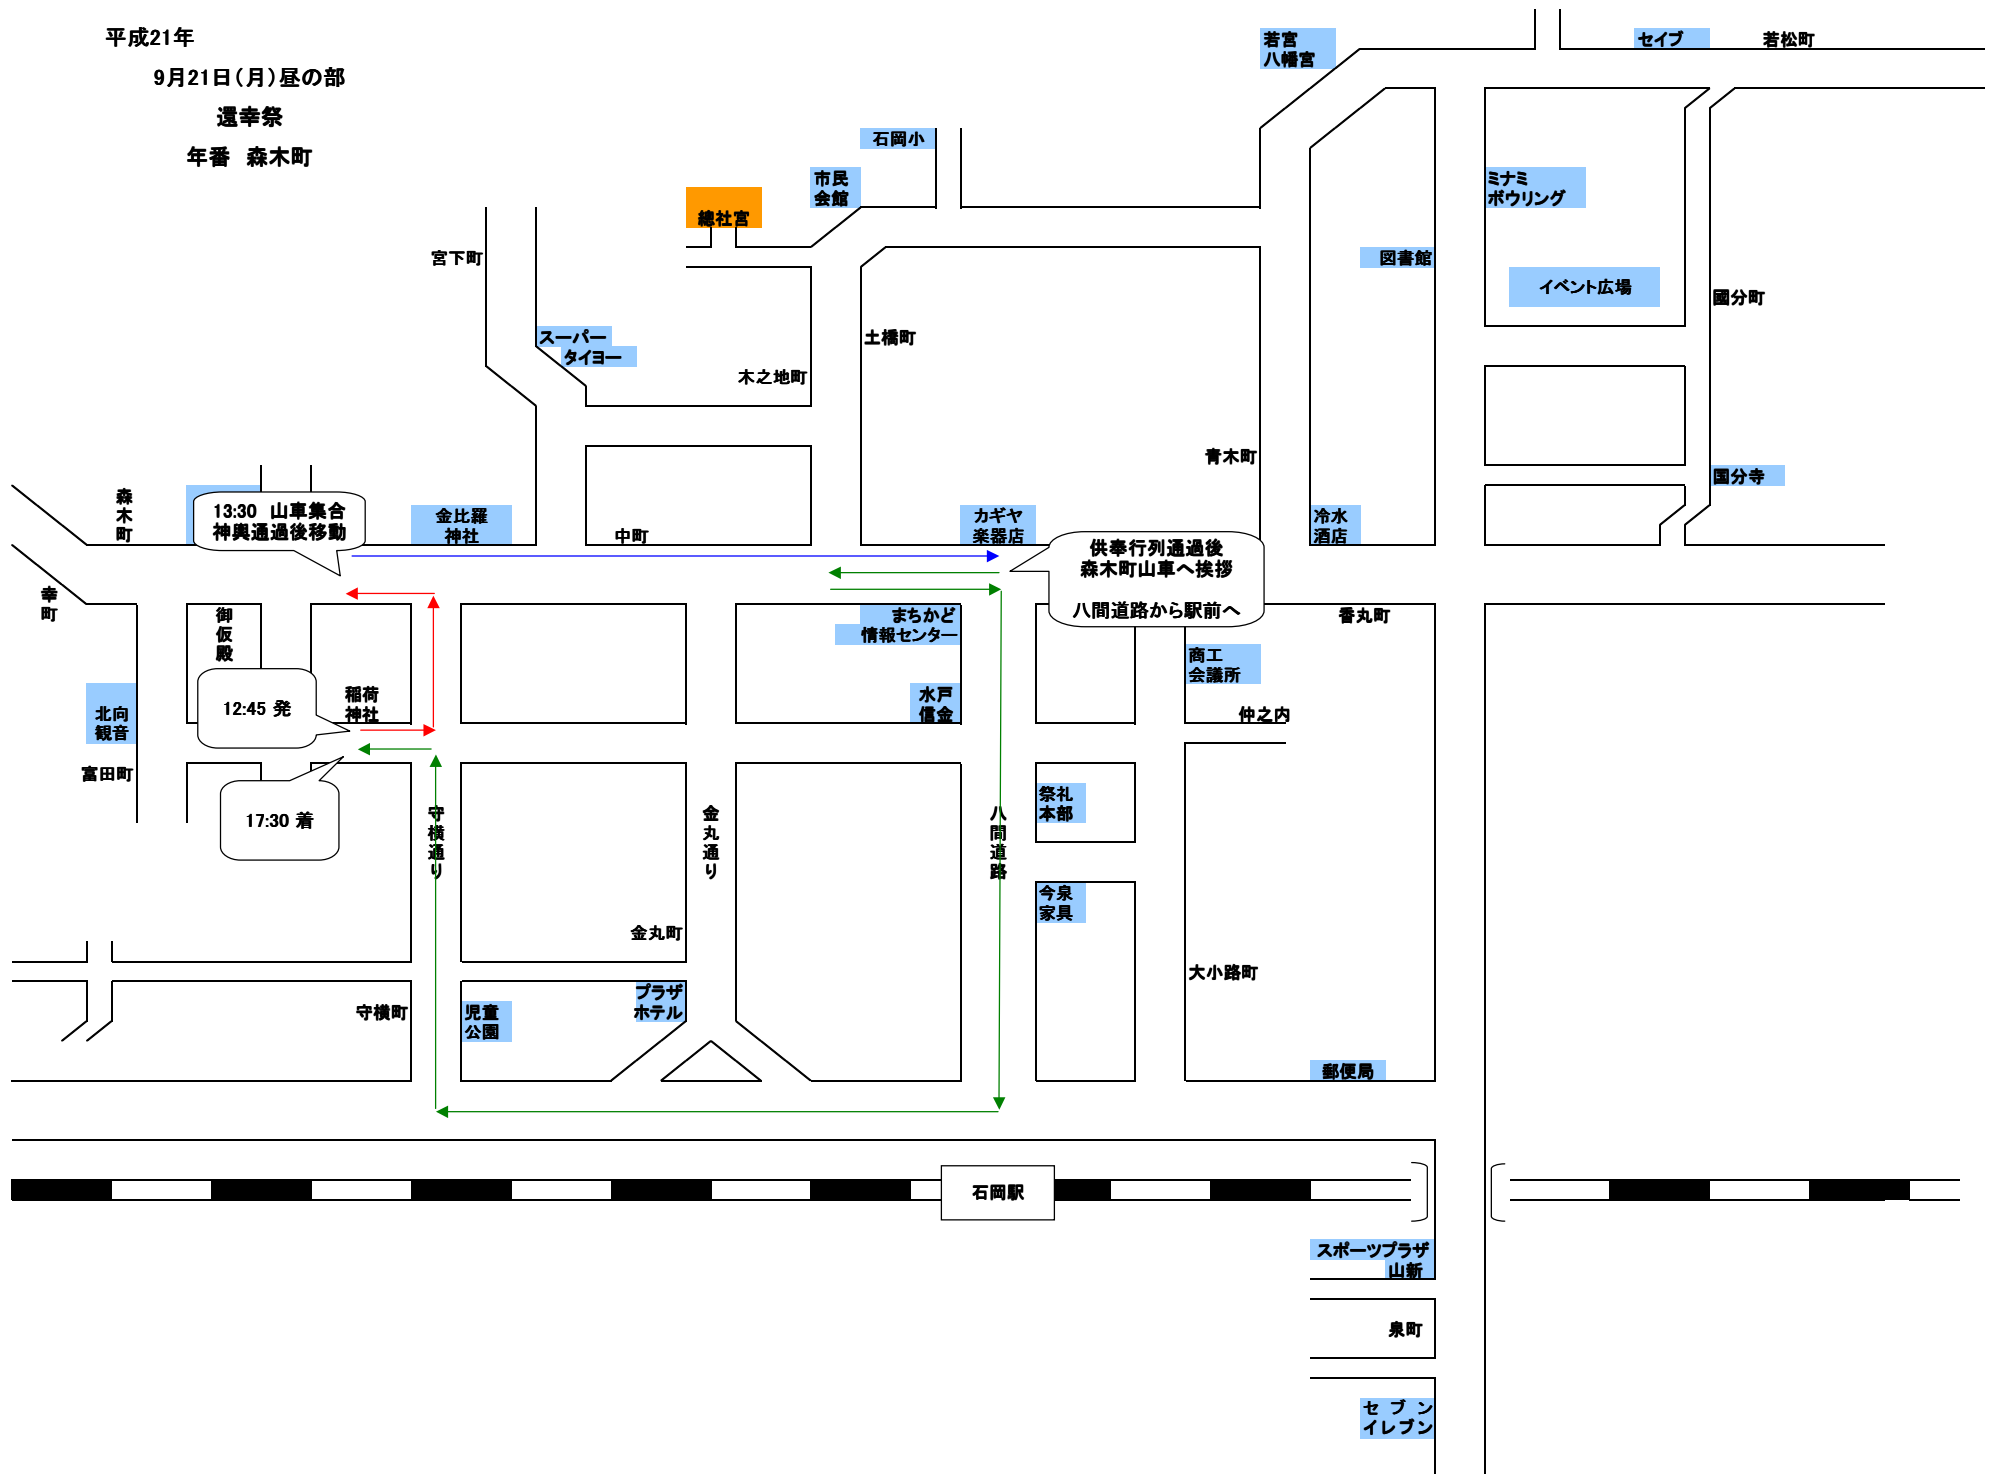 平成21年
9月21日(月)昼の部
還幸祭
年番　森木町
若宮
八幡宮
セイブ
若松町
石岡小
市民
会館
總社宮
ミナミ
ボウリング
宮下町
図書館
イベント広場
國分町
スーパー
タイヨー
土橋町
木之地町
青木町
国分寺
森木町
13:30　山車集合
神輿通過後移動
金比羅
神社
中町
カギヤ
楽器店
冷水
酒店
供奉行列通過後
森木町山車へ挨拶
八間道路から駅前へ
幸町
御仮殿
まちかど
情報センター
香丸町
商工
会議所
12:45 発
稲荷
神社
水戸
信金
仲之内
北向
観音
富田町
17:30 着
守横通り
金丸通り
八間道路
祭礼
本部
今泉
家具
金丸町
大小路町
守横町
児童
公園
プラザ
ホテル
郵便局
石岡駅
スポーツプラザ
山新
泉町
セブン
イレブン